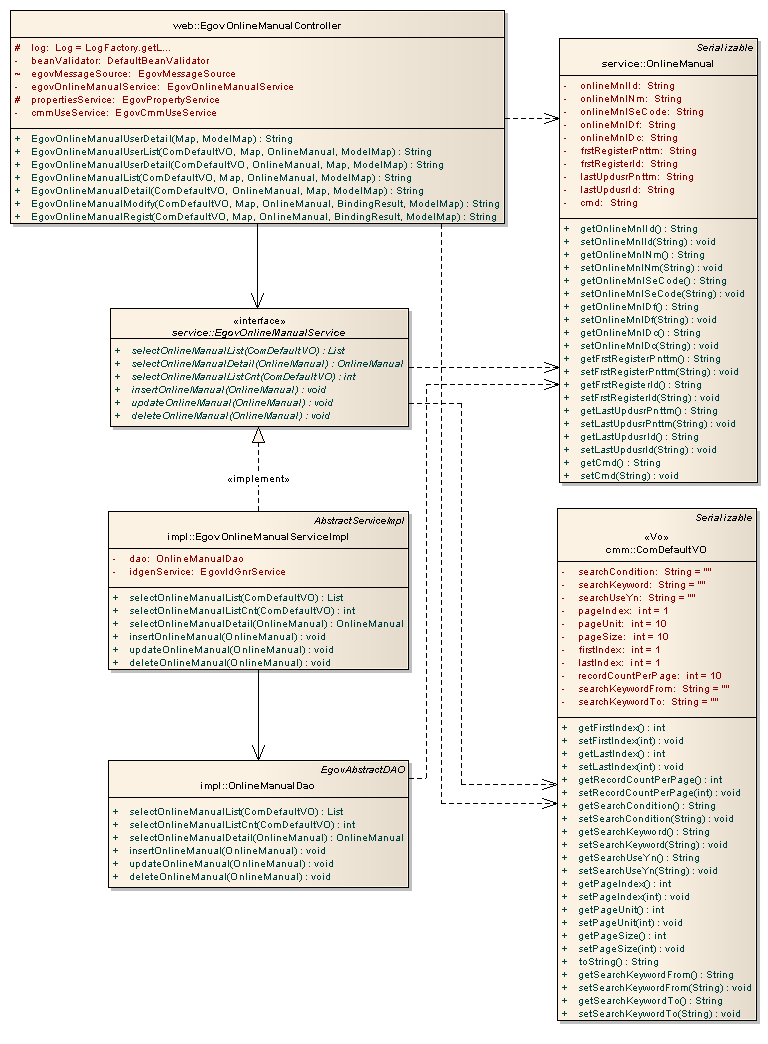 web::EgovOnlineManualController
# log: Log = LogFactory.getL...
- beanValidator: DefaultBeanValidator
~ egovMessageSource: EgovMessageSource
- egovOnlineManualService: EgovOnlineManualService
# propertiesService: EgovPropertyService
- cmmUseService: EgovCmmUseService
+ EgovOnlineManualUserDetail(Map, ModelMap) : String
+ EgovOnlineManualUserList(ComDefaultVO, Map, OnlineManual, ModelMap) : String
+ EgovOnlineManualUserDetail(ComDefaultVO, OnlineManual, Map, ModelMap) : String
+ EgovOnlineManualList(ComDefaultVO, Map, OnlineManual, ModelMap) : String
+ EgovOnlineManualDetail(ComDefaultVO, OnlineManual, Map, ModelMap) : String
+ EgovOnlineManualModify(ComDefaultVO, Map, OnlineManual, BindingResult, ModelMap) : String
+ EgovOnlineManualRegist(ComDefaultVO, Map, OnlineManual, BindingResult, ModelMap) : String
Serializable
service::OnlineManual
- onlineMnlId: String
- onlineMnlNm: String
- onlineMnlSeCode: String
- onlineMnlDf: String
- onlineMnlDc: String
- frstRegisterPnttm: String
- frstRegisterId: String
- lastUpdusrPnttm: String
- lastUpdusrId: String
- cmd: String
+ getOnlineMnlId() : String
+ setOnlineMnlId(String) : void
+ getOnlineMnlNm() : String
+ setOnlineMnlNm(String) : void
+ getOnlineMnlSeCode() : String
+ setOnlineMnlSeCode(String) : void
+ getOnlineMnlDf() : String
+ setOnlineMnlDf(String) : void
+ getOnlineMnlDc() : String
+ setOnlineMnlDc(String) : void
+ getFrstRegisterPnttm() : String
+ setFrstRegisterPnttm(String) : void
+ getFrstRegisterId() : String
+ setFrstRegisterId(String) : void
+ getLastUpdusrPnttm() : String
+ setLastUpdusrPnttm(String) : void
+ getLastUpdusrId() : String
+ setLastUpdusrId(String) : void
+ getCmd() : String
+ setCmd(String) : void
«interface»
service::EgovOnlineManualService
+ selectOnlineManualList(ComDefaultVO) : List
+ selectOnlineManualDetail(OnlineManual) : OnlineManual
+ selectOnlineManualListCnt(ComDefaultVO) : int
+ insertOnlineManual(OnlineManual) : void
+ updateOnlineManual(OnlineManual) : void
+ deleteOnlineManual(OnlineManual) : void
«implement»
AbstractServiceImpl
impl::EgovOnlineManualServiceImpl
- dao: OnlineManualDao
- idgenService: EgovIdGnrService
+ selectOnlineManualList(ComDefaultVO) : List
+ selectOnlineManualListCnt(ComDefaultVO) : int
+ selectOnlineManualDetail(OnlineManual) : OnlineManual
+ insertOnlineManual(OnlineManual) : void
+ updateOnlineManual(OnlineManual) : void
+ deleteOnlineManual(OnlineManual) : void
EgovAbstractDAO
impl::OnlineManualDao
+ selectOnlineManualList(ComDefaultVO) : List
+ selectOnlineManualListCnt(ComDefaultVO) : int
+ selectOnlineManualDetail(OnlineManual) : OnlineManual
+ insertOnlineManual(OnlineManual) : void
+ updateOnlineManual(OnlineManual) : void
+ deleteOnlineManual(OnlineManual) : void
Serializable
«Vo»
cmm::ComDefaultVO
- searchCondition: String = ""
- searchKeyword: String = ""
- searchUseYn: String = ""
- pageIndex: int = 1
- pageUnit: int = 10
- pageSize: int = 10
- firstIndex: int = 1
- lastIndex: int = 1
- recordCountPerPage: int = 10
- searchKeywordFrom: String = ""
- searchKeywordTo: String = ""
+ getFirstIndex() : int
+ setFirstIndex(int) : void
+ getLastIndex() : int
+ setLastIndex(int) : void
+ getRecordCountPerPage() : int
+ setRecordCountPerPage(int) : void
+ getSearchCondition() : String
+ setSearchCondition(String) : void
+ getSearchKeyword() : String
+ setSearchKeyword(String) : void
+ getSearchUseYn() : String
+ setSearchUseYn(String) : void
+ getPageIndex() : int
+ setPageIndex(int) : void
+ getPageUnit() : int
+ setPageUnit(int) : void
+ getPageSize() : int
+ setPageSize(int) : void
+ toString() : String
+ getSearchKeywordFrom() : String
+ setSearchKeywordFrom(String) : void
+ getSearchKeywordTo() : String
+ setSearchKeywordTo(String) : void